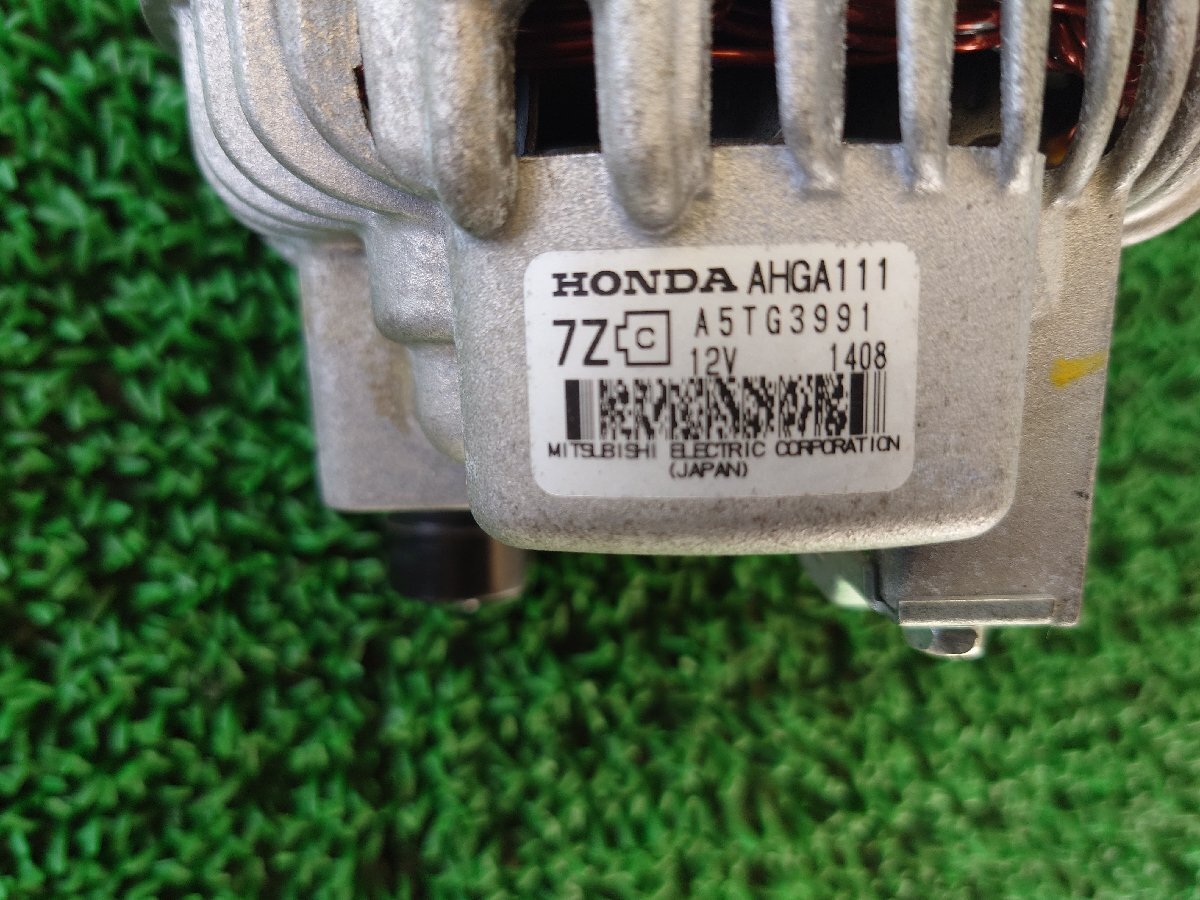 HONDA AHGA111
7Z C A5TG3991
12V 1408
MITSUBISHI ELECTRIC CORPORATION
(JAPAN)